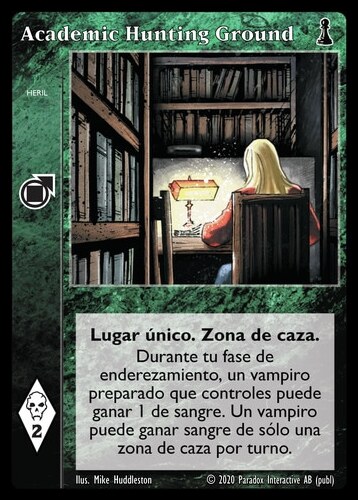 Academic Hunting Ground
HERIL
Lugar único. Zona de caza.
Durante tu fase de
enderezamiento, un vampiro
preparado que controles puede
ganar 1 de sangre. Un vampiro
puede ganar sangre de sólo una
zona de caza por turno.
2
Ilus. Mike Huddleston © 2020 Paradox Interactive AB (publ)